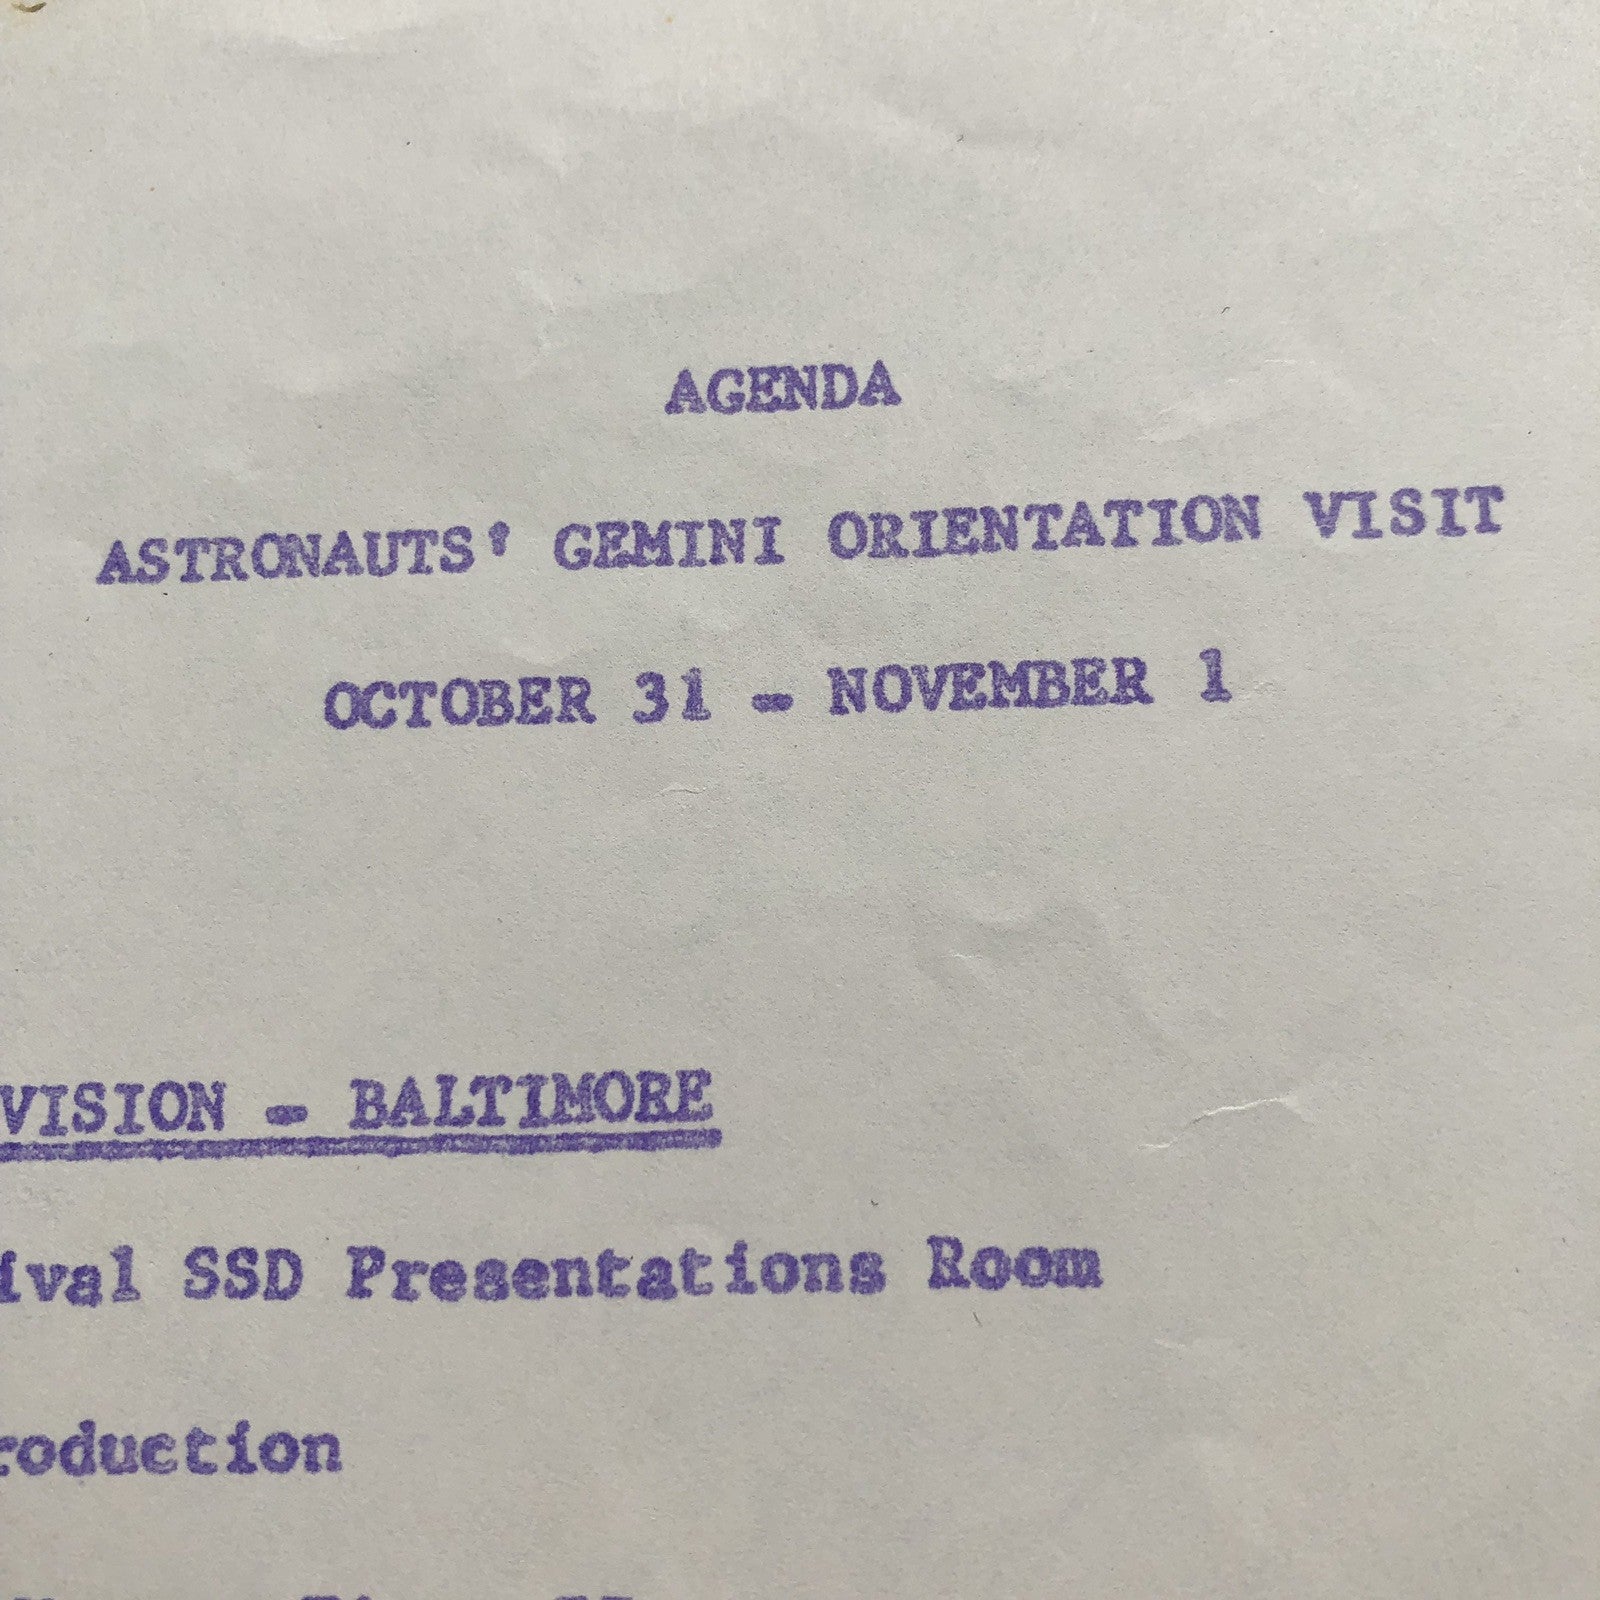 AGENDA
ASTRONAUTS' GEMINI ORIENTATION VISIT
OCTOBER 31 - NOVEMBER 1
VISION - BALTIMORE
ival SSD Presentations Room
roduction